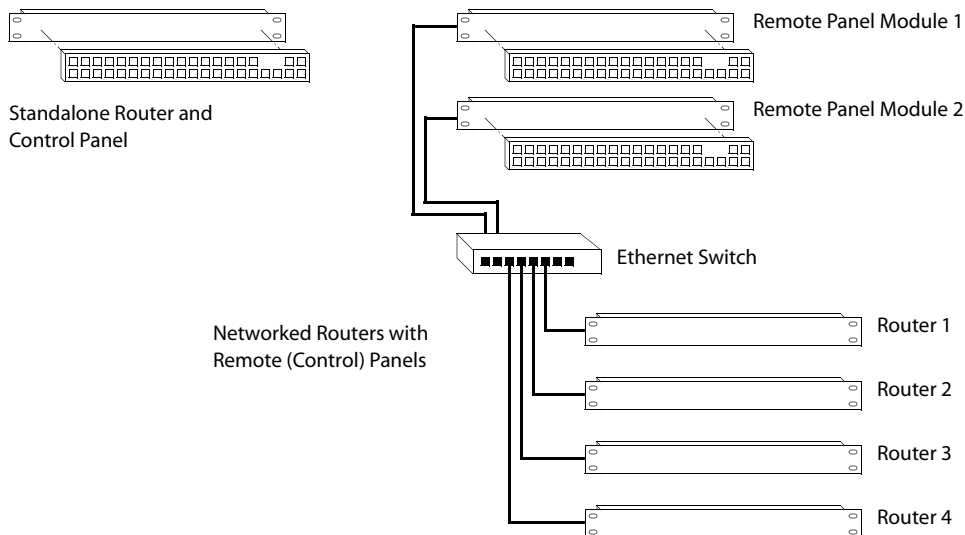 Remote Panel Module 1
Standalone Router and
Control Panel
Remote Panel Module 2
Ethernet Switch
Networked Routers with
Remote (Control) Panels
Router 1
Router 2
Router 3
Router 4